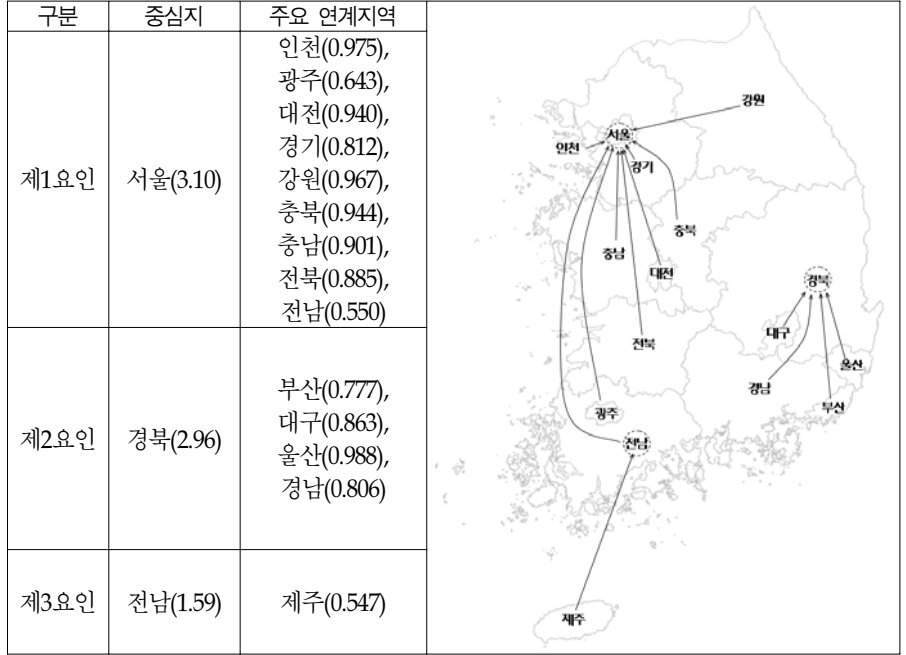 구분 중심지 주요 연계지역
제1요인 서울(3.10)
인천(0.975),
광주(0.643),
대전(0.940),
경기(0.812),
강원(0.967),
충북(0.944),
충남(0.901),
전북(0.885),
전남(0.550)
제2요인 경북(2.96)
부산(0.777),
대구(0.863),
울산(0.988),
경남(0.806)
제3요인 전남(1.59) 제주(0.547)
강원
서울
인천
경기
충북
충남
대전
경북
대구
전북
울산
경남
부산
광주
전남
제주